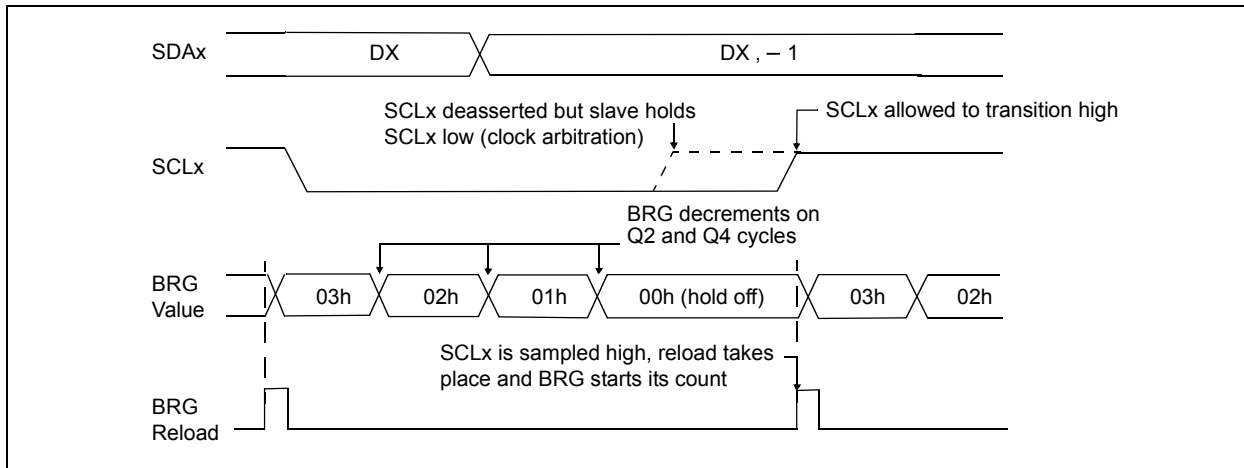 SDAx
DX
DX , – 1
SCLx deasserted but slave holds
SCLx low (clock arbitration)
SCLx allowed to transition high
SCLx
BRG decrements on
Q2 and Q4 cycles
BRG
Value
03h
02h
01h
00h (hold off)
03h
02h
SCLx is sampled high, reload takes
place and BRG starts its count
BRG
Reload